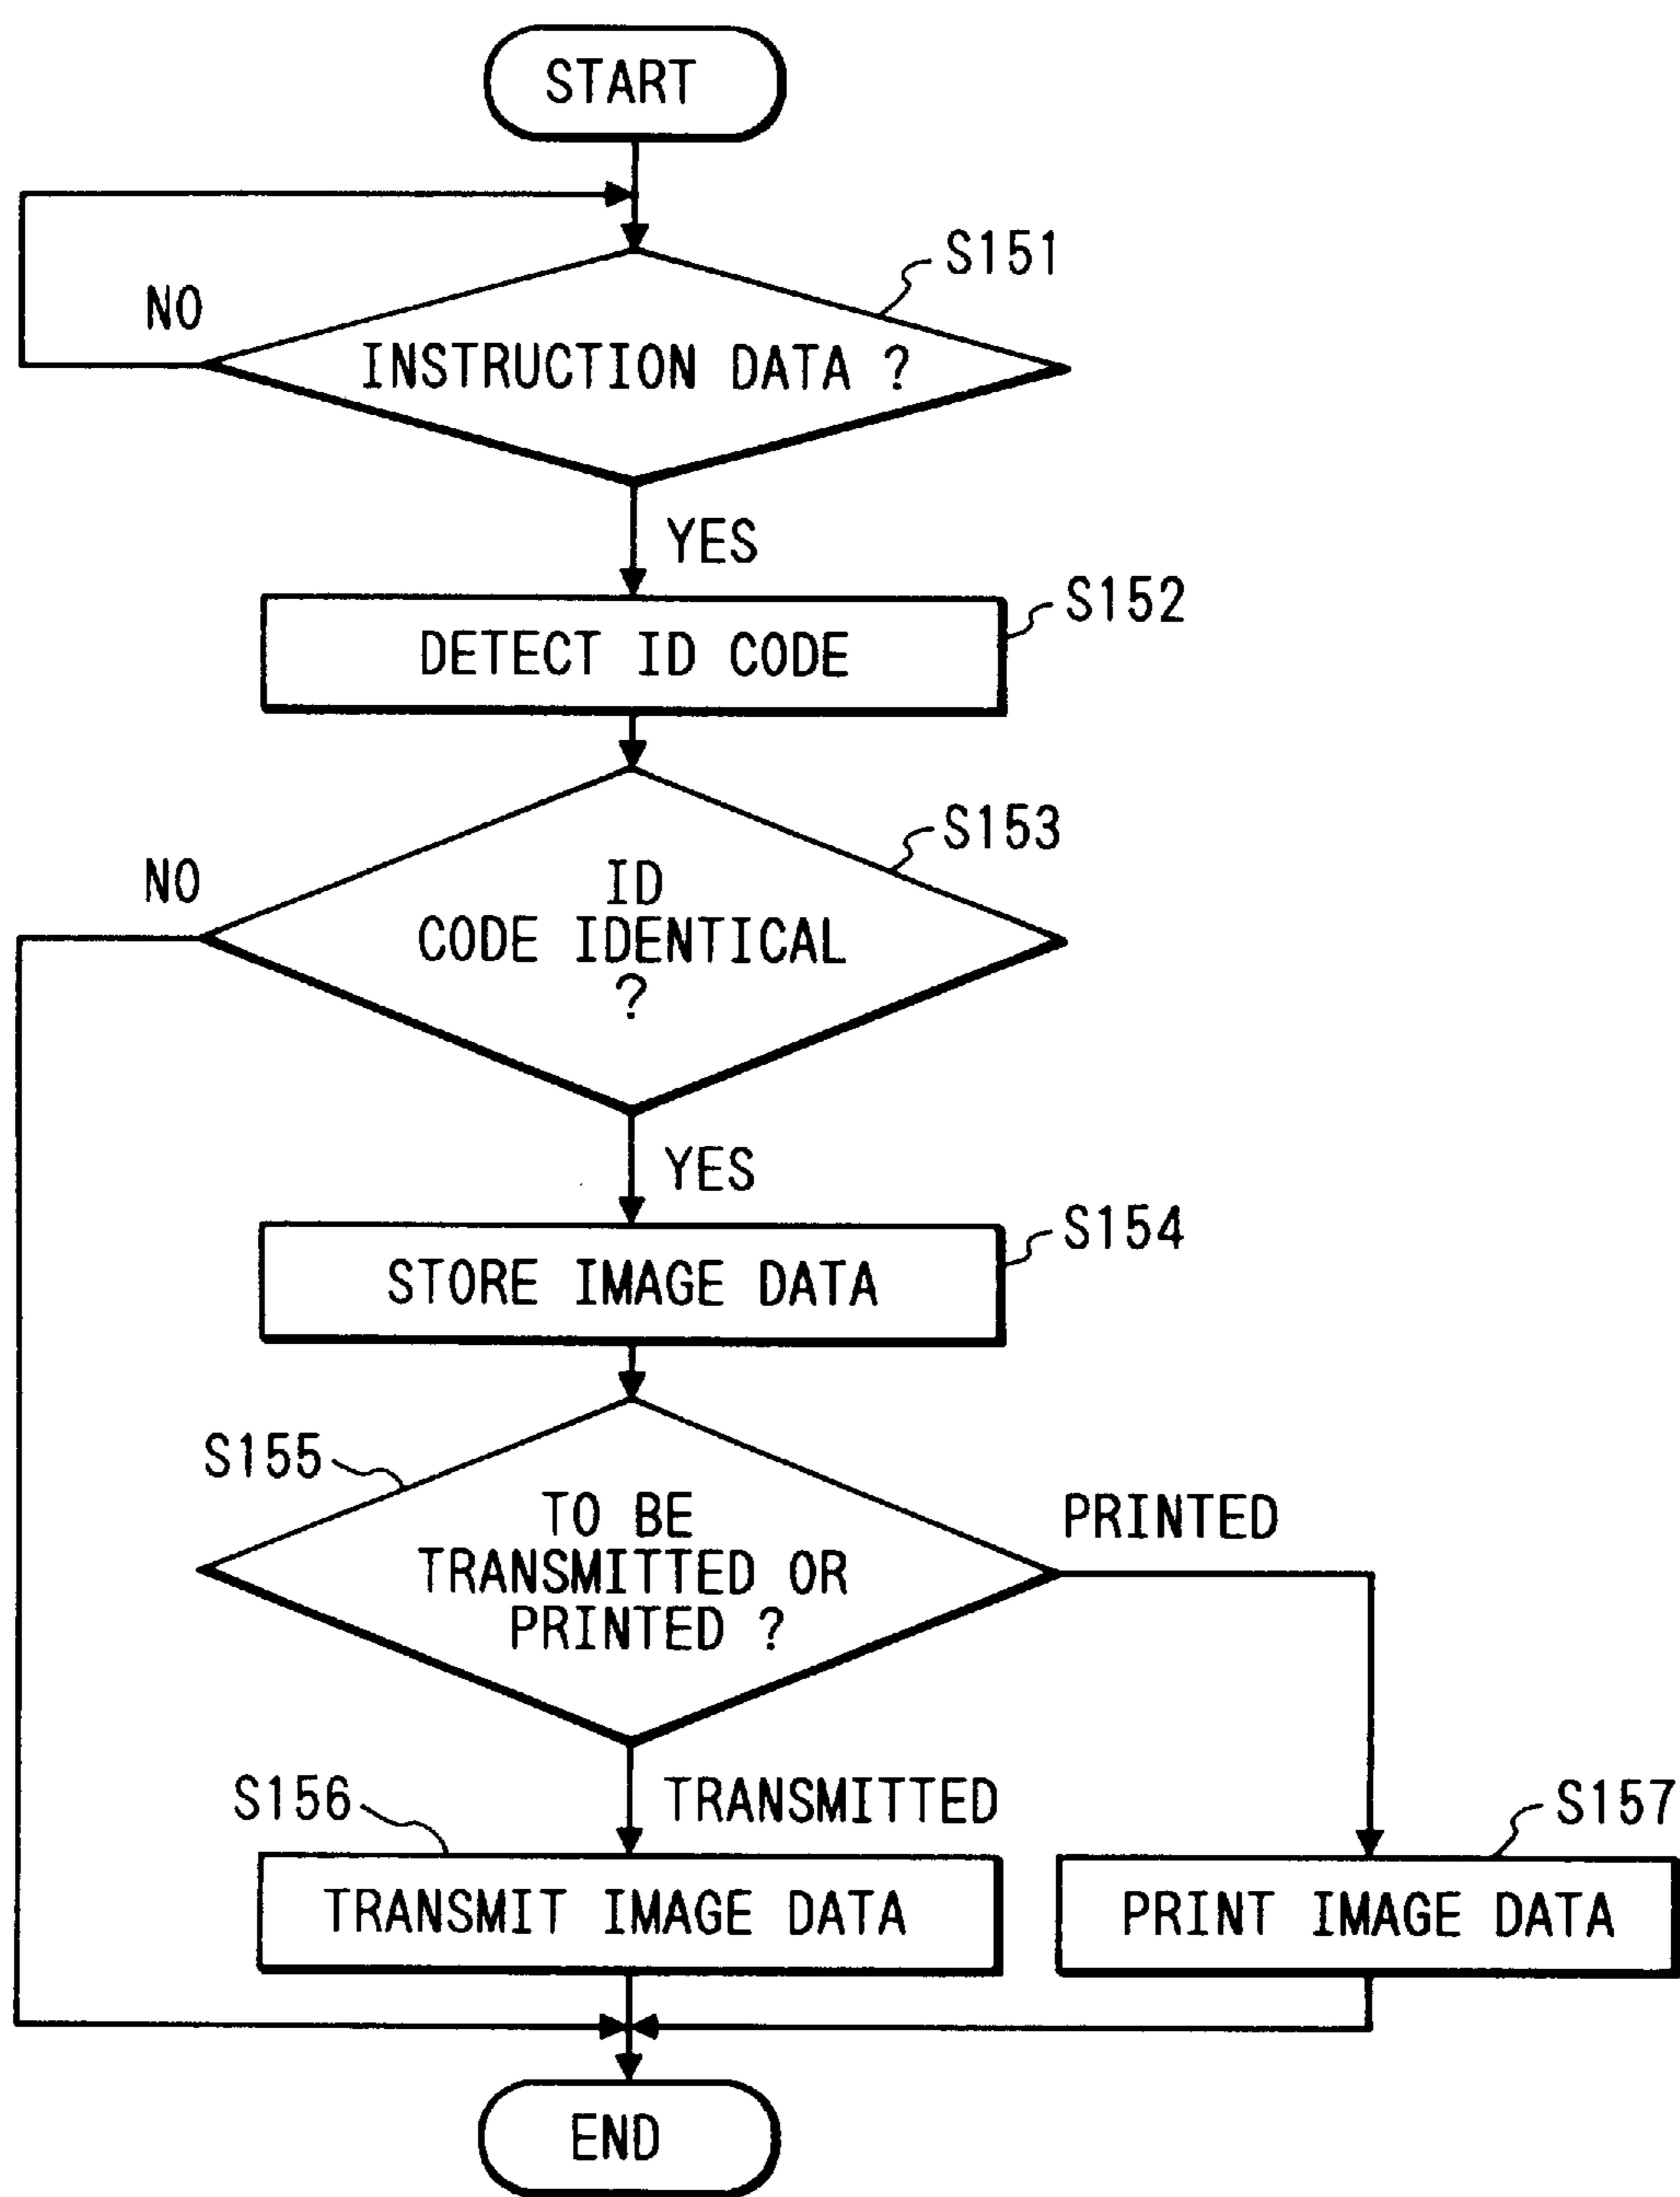 START
S151
NO
INSTRUCTION DATA ?
YES
S152
DETECT ID CODE
S153
NO
ID
CODE IDENTICAL
?
YES
S154
STORE IMAGE DATA
S155
TO BE
TRANSMITTED OR
PRINTED ?
PRINTED
S156
TRANSMITTED
S157
TRANSMIT IMAGE DATA
PRINT IMAGE DATA
END